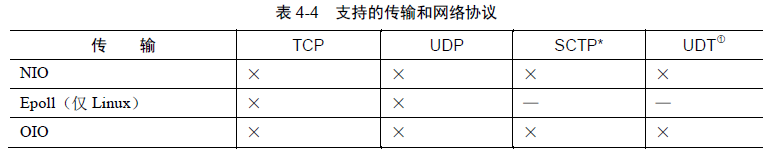 表 4-4 支持的传输和网络协议
传 输 TCP UDP SCTP* UDT①
NIO × × × ×
Epoll（仅 Linux） × × — —
OIO × × × ×